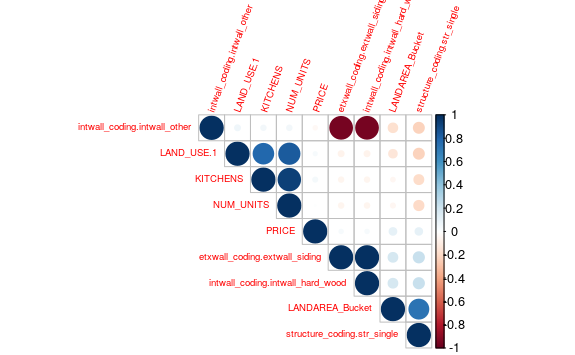 intwall_coding.intwall_other
LAND_USE.1
KITCHENS
NUM_UNITS
PRICE
etxwall_coding.extwall_siding
intwall_coding.intwall_hard_w
LANDAREA_Bucket
structure_coding.str_single
intwall_coding.intwall_other
LAND_USE.1
KITCHENS
NUM_UNITS
PRICE
etxwall_coding.extwall_siding
intwall_coding.intwall_hard_wood
LANDAREA_Bucket
structure_coding.str_single
1
0.8
0.6
0.4
0.2
0
-0.2
-0.4
-0.6
-0.8
-1